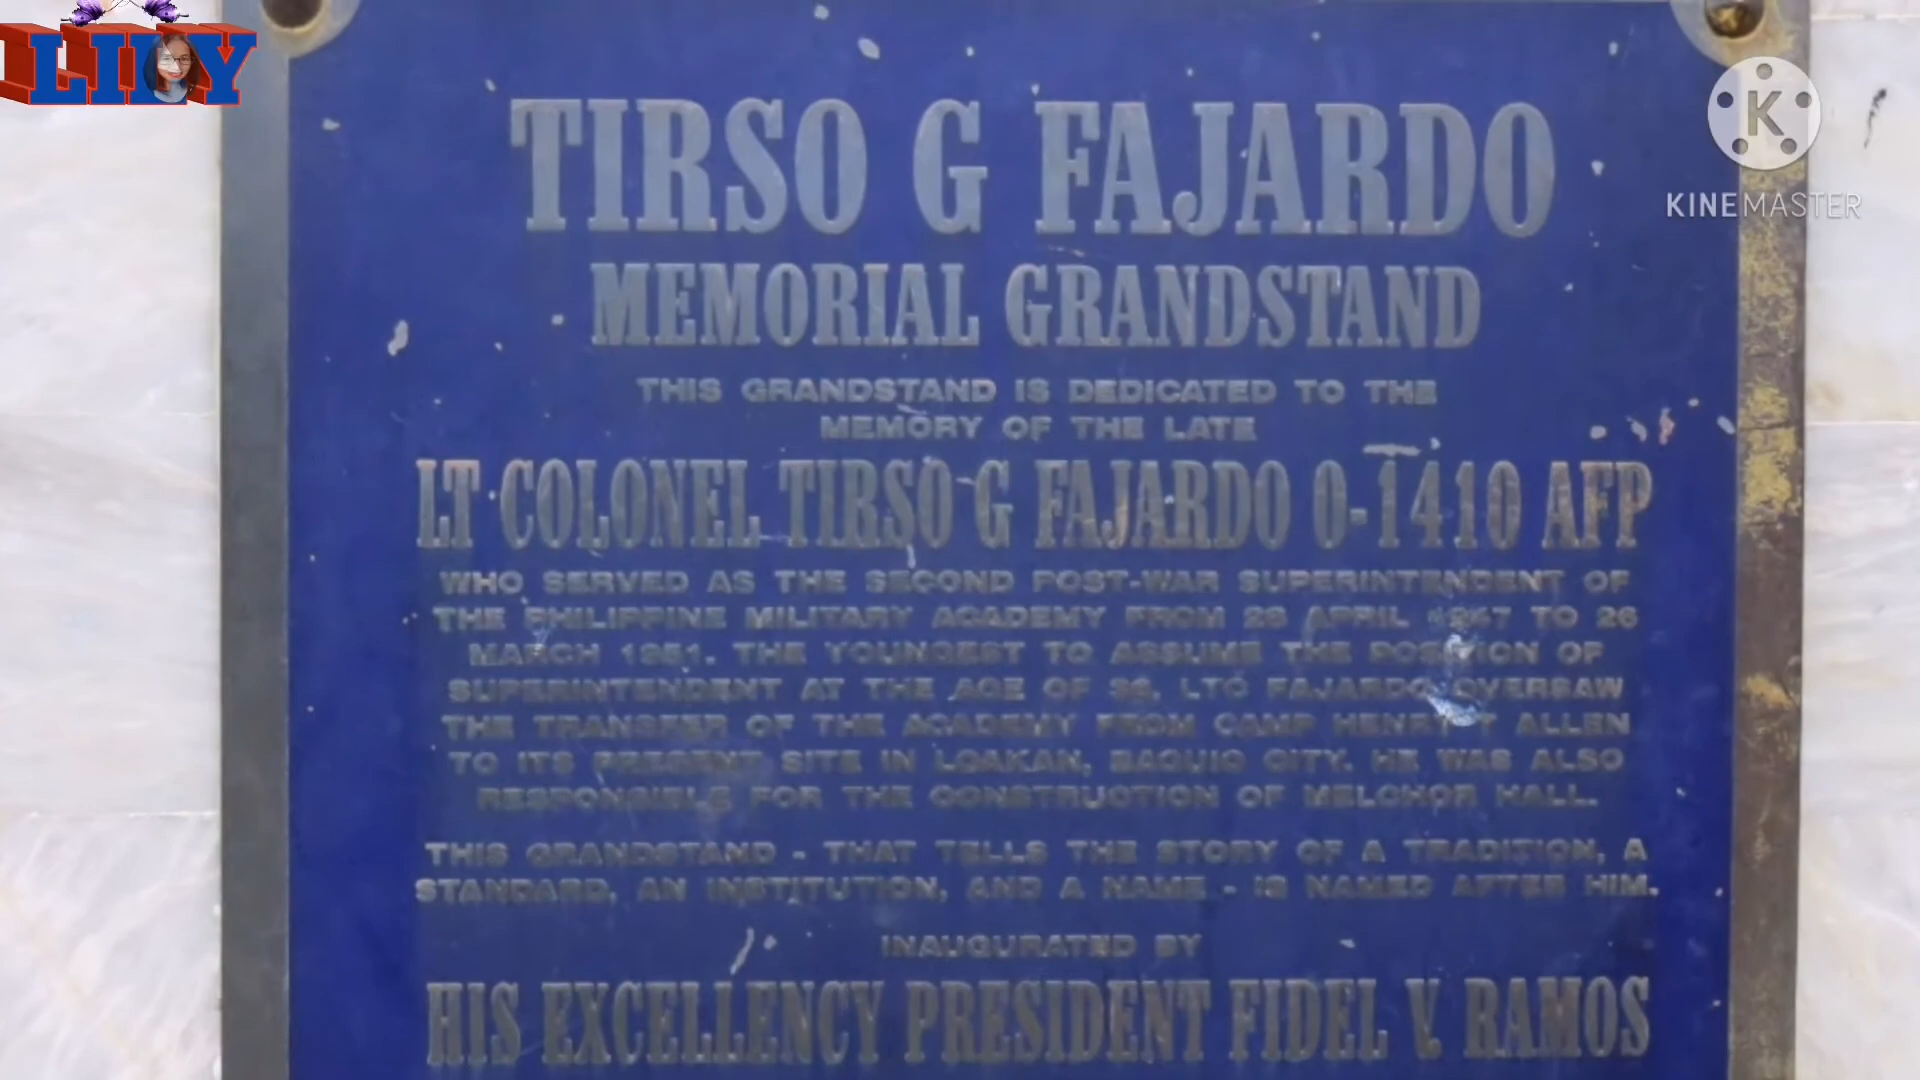 LILY
K
KINEMASTER
TIRSO G FAJARDO
MEMORIAL GRANDSTAND
THIS GRANDSTAND IS DEDICATED TO THE
MEMORY OF THE LATE
LT COLONEL TIRSO G FAJARDO O-1410 AFP
WHO SERVED AS THE SECOND POST-WAR SUPERINTENDENT OF
THE PHILIPPINE MILITARY ACADEMY FROM APRIL 1947 TO 26
MARCH 1951. THE YOUNGEST TO ASSUME THE POSITION OF
SUPERINTENDENT AT THE AGE OF LTC FAJARDO OVERSAW
THE TRANSFER OF THE ACADEMY FROM CAMP HENRY T ALLEN
TO ITS PRESENT SITE IN LOAKAN, BAGUIO CITY. HE WAS ALSO
RESPONSIBLE FOR THE CONSTRUCTION OF MELCHOR HALL.
THIS GRANDSTAND - THAT TELLS THE STORY OF A TRADITION, A
STANDARD, AN INSTITUTION, AND A NAME - IS NAMED AFTER HIM.
INAUGURATED BY
HIS EXCELLENCY PRESIDENT FIDEL V. RAMOS